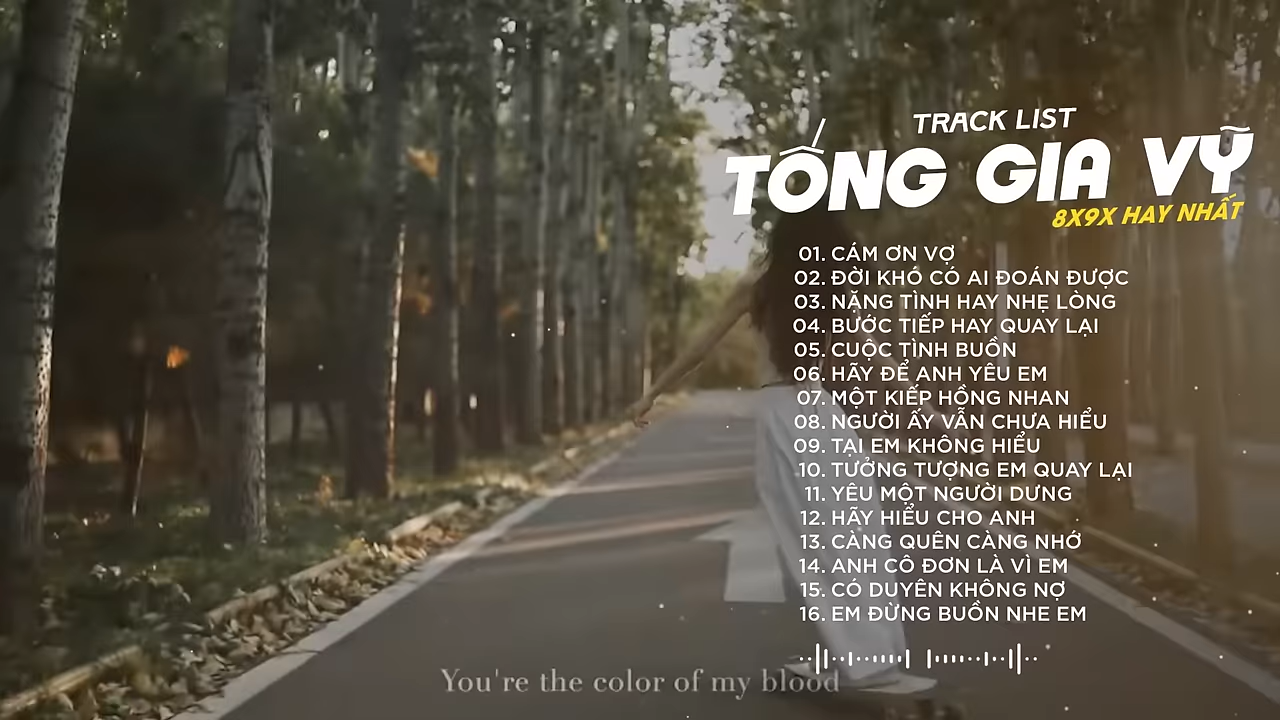 TRACK LIST
TỐNG GIA VỸ
8X9X HAY NHẤT
01. CÁM ƠN VỢ
02. ĐỜI KHÓ CÓ AI ĐOÁN ĐƯỢC
03. NẶNG TÌNH HAY NHẸ LÒNG
04. BƯỚC TIẾP HAY QUAY LẠI
05. CUỘC TÌNH BUỒN
06. HÃY ĐỂ ANH YÊU EM
07. MỘT KIẾP HỒNG NHAN
08. NGƯỜI ẤY VẪN CHƯA HIỂU
09. TẠI EM KHÔNG HIỂU
10. TƯỞNG TƯỢNG EM QUAY LẠI
11. YÊU MỘT NGƯỜI DƯNG
12. HÃY HIỂU CHO ANH
13. CÀNG QUÊN CÀNG NHỚ
14. ANH CÔ ĐƠN LÀ VÌ EM
15. CÓ DUYÊN KHÔNG NỢ
16. EM ĐỪNG BUỒN NHE EM
You're the color of my blood